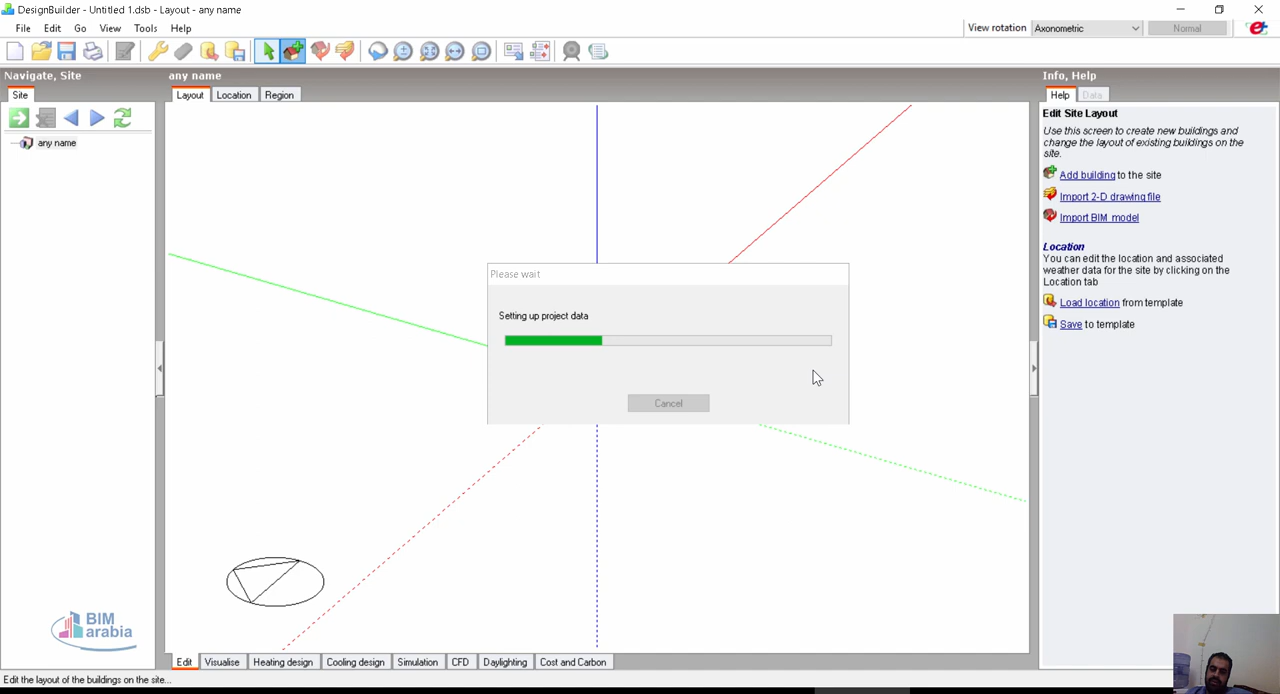 DesignBuilder - Untitled 1.dsb - Layout - any name
File Edit Go View Tools Help
View rotation Axonometric Normal
Navigate, Site
any name
Info, Help
Site
Layout Location Region
Help Data
any name
Edit Site Layout
Use this screen to create new buildings and
change the layout of existing buildings on the
site.
Add building to the site
Import 2-D drawing file
Import BIM model
Location
You can edit the location and associated
weather data for the site by clicking on the
Location tab
Load location from template
Save to template
Please wait
Setting up project data
Cancel
BIM
arabia
Edit Visualise Heating design Cooling design Simulation CFD Daylighting Cost and Carbon
Edit the layout of the buildings on the site...